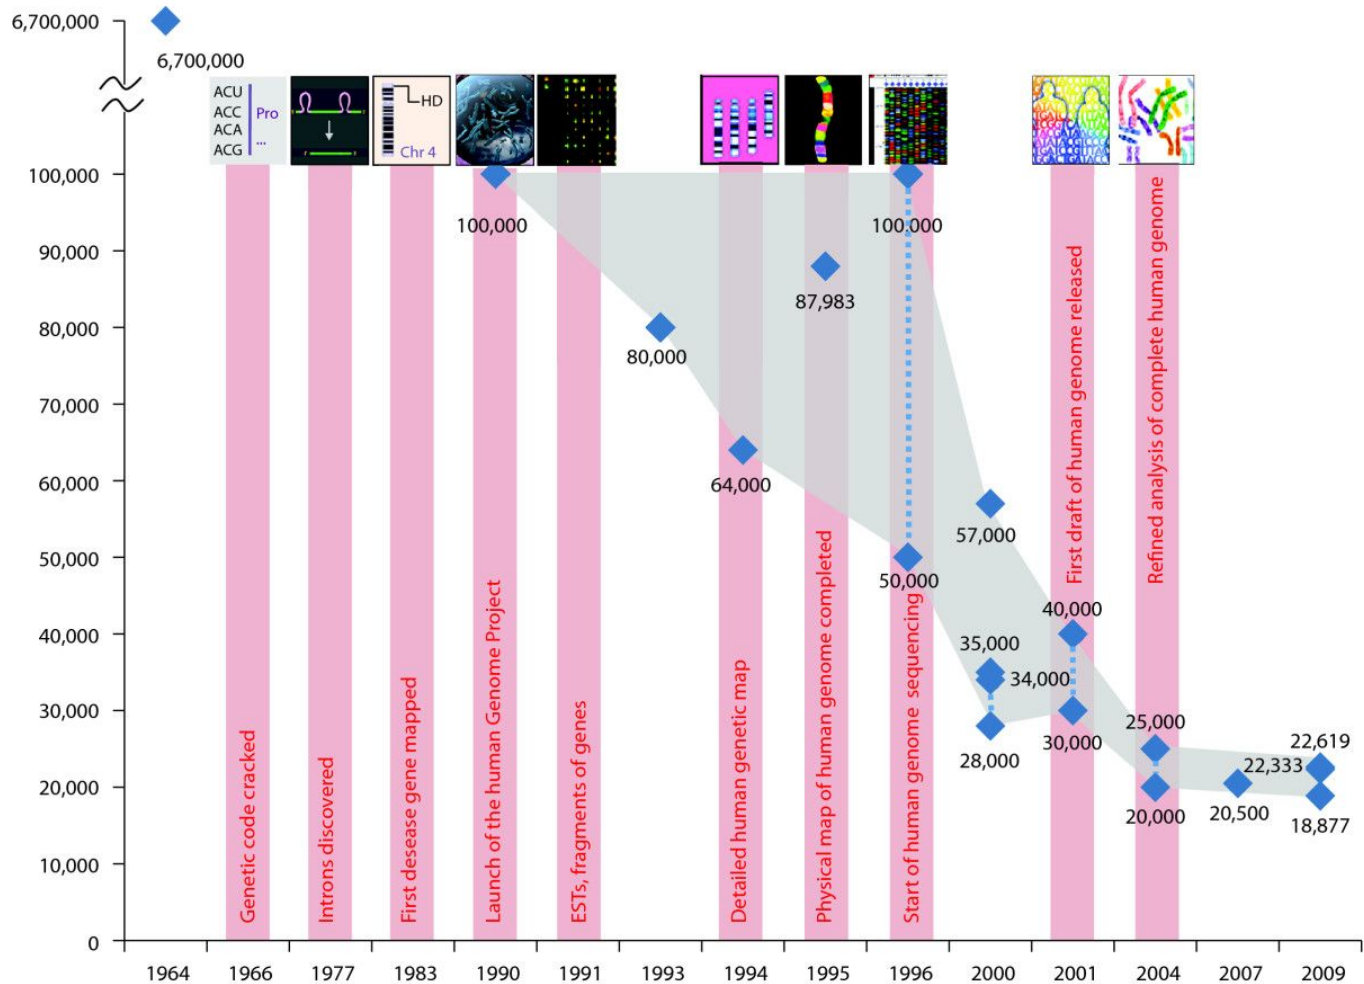 6,700,000
6,700,000
ACU
ACC
ACA
ACG
Pro
...
HD
Chr 4
100,000
90,000
80,000
70,000
60,000
50,000
40,000
30,000
20,000
10,000
0
100,000
80,000
64,000
87,983
100.000
50,000
57,000
35,000
34,000
28,000
40,000
30,000
25,000
20,000
20,500
22,619
22,333
18,877
Genetic code cracked
Introns discovered
First desease gene mapped
Launch of the human Genome Project
ESTs, fragments of genes
Detailed human genetic map
Physical map of human genome completed
Start of human genome sequencing
First draft of human genome released
Refined analysis of complete human genome
1964 1966 1977 1983 1990 1991 1993 1994 1995 1996 2000 2001 2004 2007 2009